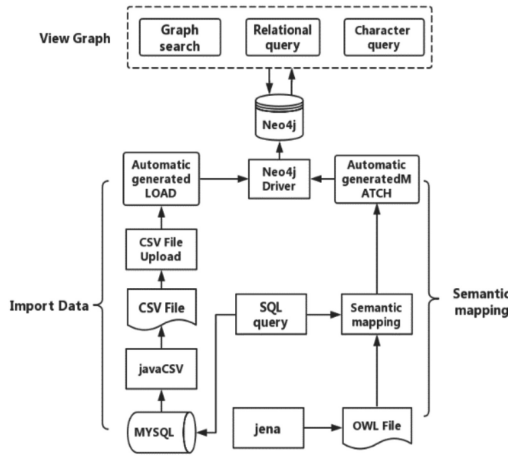 View Graph
Graph
search
Relational
query
Character
query
Neo4j
Automatic
generated
LOAD
Neo4j
Driver
Automatic
generatedM
ATCH
CSV File
Upload
Import Data
CSV File
SQL
query
Semantic
mapping
Semantic
mapping
javaCSV
MYSQL
jena
OWL File